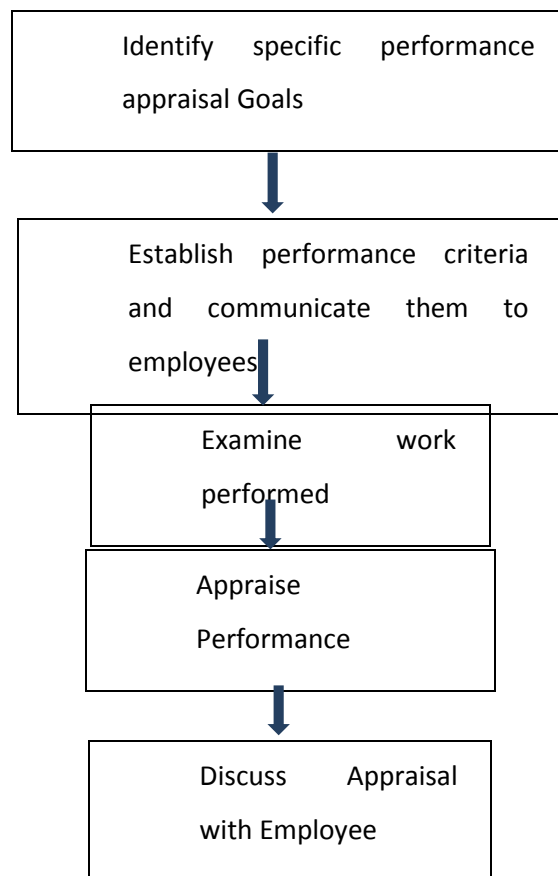 Identify specific performance
appraisal Goals
Establish performance criteria
and communicate them to
employees
Examine work
performed
Appraise
Performance
Discuss Appraisal
with Employee